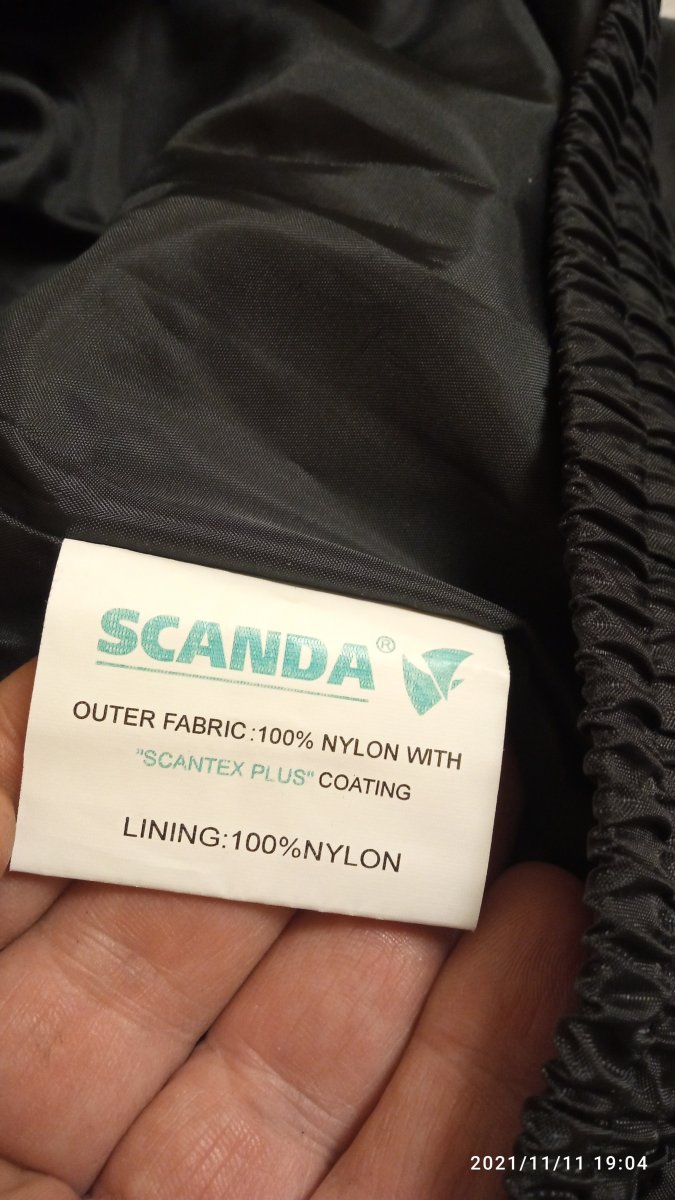 SCANDA®
OUTER FABRIC:100% NYLON WITH
"SCANTEX PLUS" COATING
LINING:100%NYLON
2021/11/11 19:04